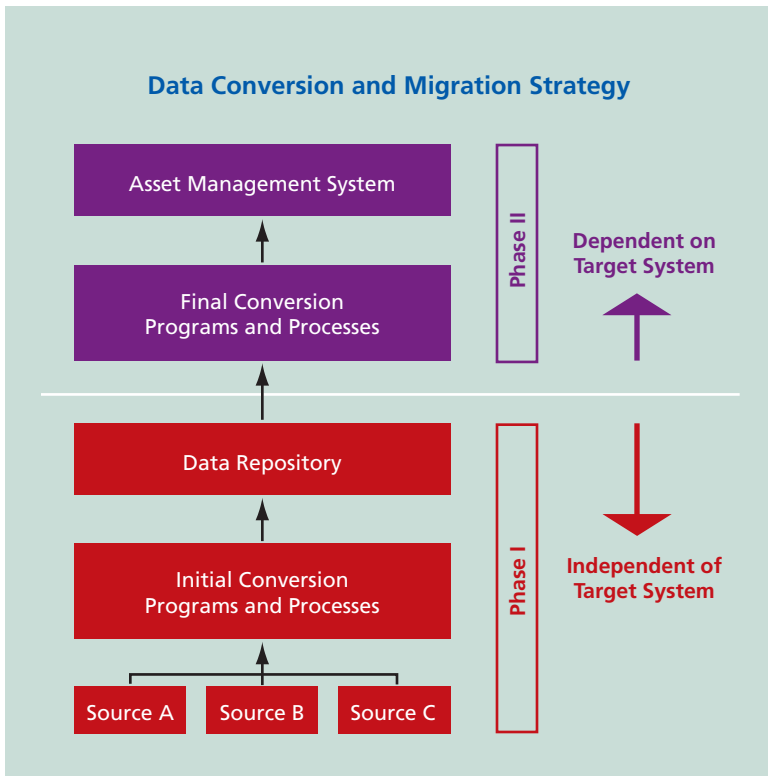 Data Conversion and Migration Strategy
Asset Management System
Final Conversion
Programs and Processes
Phase II
Dependent on
Target System
Data Repository
Initial Conversion
Programs and Processes
Phase I
Independent of
Target System
Source A
Source B
Source C